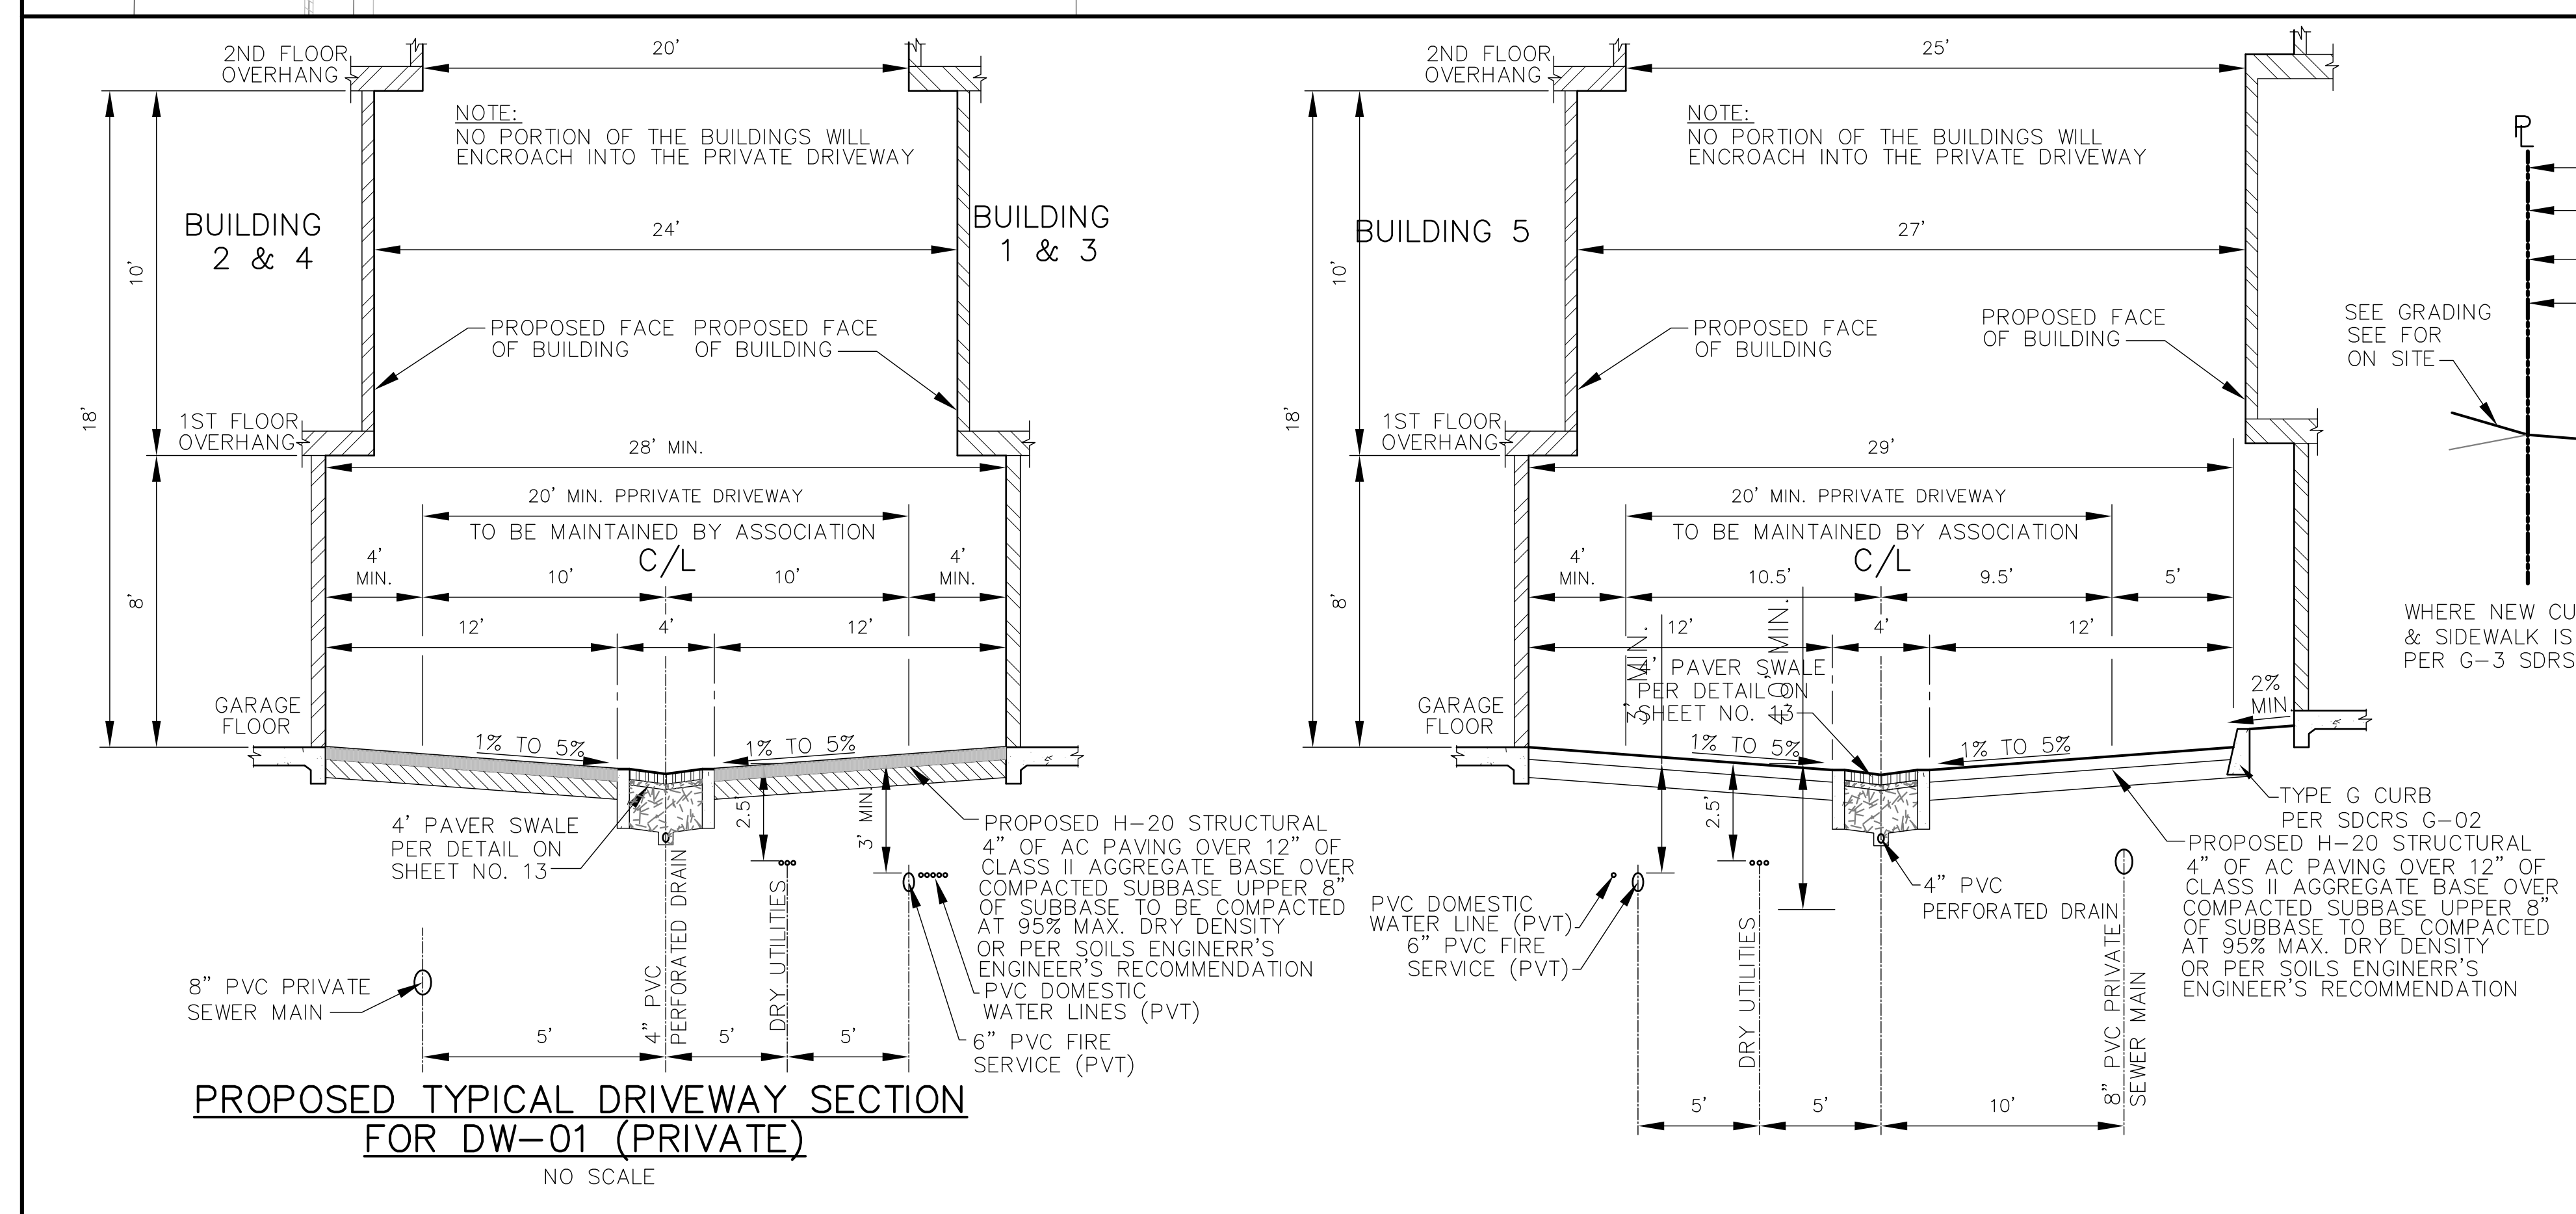 2ND FLOOR
OVERHANG
20'
NOTE:
NO PORTION OF THE BUILDINGS WILL
ENCROACH INTO THE PRIVATE DRIVEWAY
BUILDING
2 & 4
BUILDING
1 & 3
24'
10'
18'
PROPOSED FACE
OF BUILDING
PROPOSED FACE
OF BUILDING
1ST FLOOR
OVERHANG
28' MIN.
20' MIN. PPRIVATE DRIVEWAY
TO BE MAINTAINED BY ASSOCIATION
C/L
4'
MIN.
10'
10'
4'
MIN.
8'
12'
4'
12'
GARAGE
FLOOR
1% TO 5%
1% TO 5%
2.5'
3' MIN.
4' PAVER SWALE
PER DETAIL ON
SHEET NO. 13
PROPOSED H-20 STRUCTURAL
4" OF AC PAVING OVER 12" OF
CLASS II AGGREGATE BASE OVER
COMPACTED SUBBASE UPPER 8"
OF SUBBASE TO BE COMPACTED
AT 95% MAX. DRY DENSITY
OR PER SOILS ENGINERR'S
ENGINEER'S RECOMMENDATION
PVC DOMESTIC
WATER LINES (PVT)
6" PVC FIRE
SERVICE (PVT)
8" PVC PRIVATE
SEWER MAIN
4" PVC
PERFORATED DRAIN
DRY UTILITIES
5'
5'
5'
PROPOSED TYPICAL DRIVEWAY SECTION
FOR DW-01 (PRIVATE)
NO SCALE
2ND FLOOR
OVERHANG
25'
NOTE:
NO PORTION OF THE BUILDINGS WILL
ENCROACH INTO THE PRIVATE DRIVEWAY
BUILDING 5
27'
10'
18'
PROPOSED FACE
OF BUILDING
PROPOSED FACE
OF BUILDING
1ST FLOOR
OVERHANG
29'
20' MIN. PPRIVATE DRIVEWAY
TO BE MAINTAINED BY ASSOCIATION
C/L
4'
MIN.
10.5'
9.5'
5'
8'
12'
4'
12'
3' MIN.
4.0' MIN.
4' PAVER SWALE
PER DETAIL ON
SHEET NO. 13
GARAGE
FLOOR
1% TO 5%
1% TO 5%
2%
MIN.
2.5'
TYPE G CURB
PER SDCRS G-02
PROPOSED H-20 STRUCTURAL
4" OF AC PAVING OVER 12" OF
CLASS II AGGREGATE BASE OVER
COMPACTED SUBBASE UPPER 8"
OF SUBBASE TO BE COMPACTED
AT 95% MAX. DRY DENSITY
OR PER SOILS ENGINERR'S
ENGINEER'S RECOMMENDATION
4" PVC
PERFORATED DRAIN
PVC DOMESTIC
WATER LINE (PVT)
6" PVC FIRE
SERVICE (PVT)
DRY UTILITIES
8" PVC PRIVATE
SEWER MAIN
5'
5'
10'
PL
SEE GRADING
SEE FOR
ON SITE
WHERE NEW CU
& SIDEWALK IS
PER G-3 SDRS